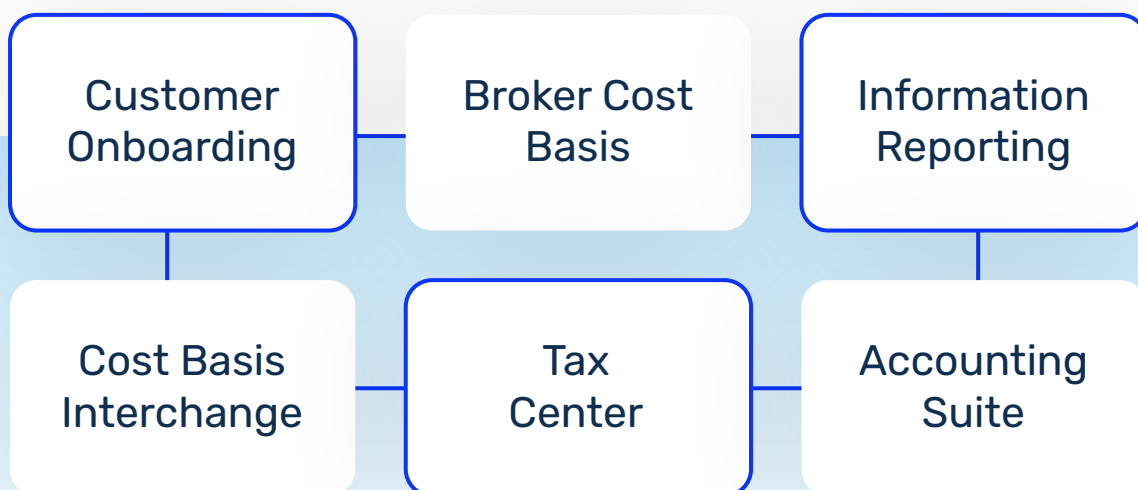 Customer
Onboarding
Broker Cost
Basis
Information
Reporting
Cost Basis
Interchange
Tax
Center
Accounting
Suite